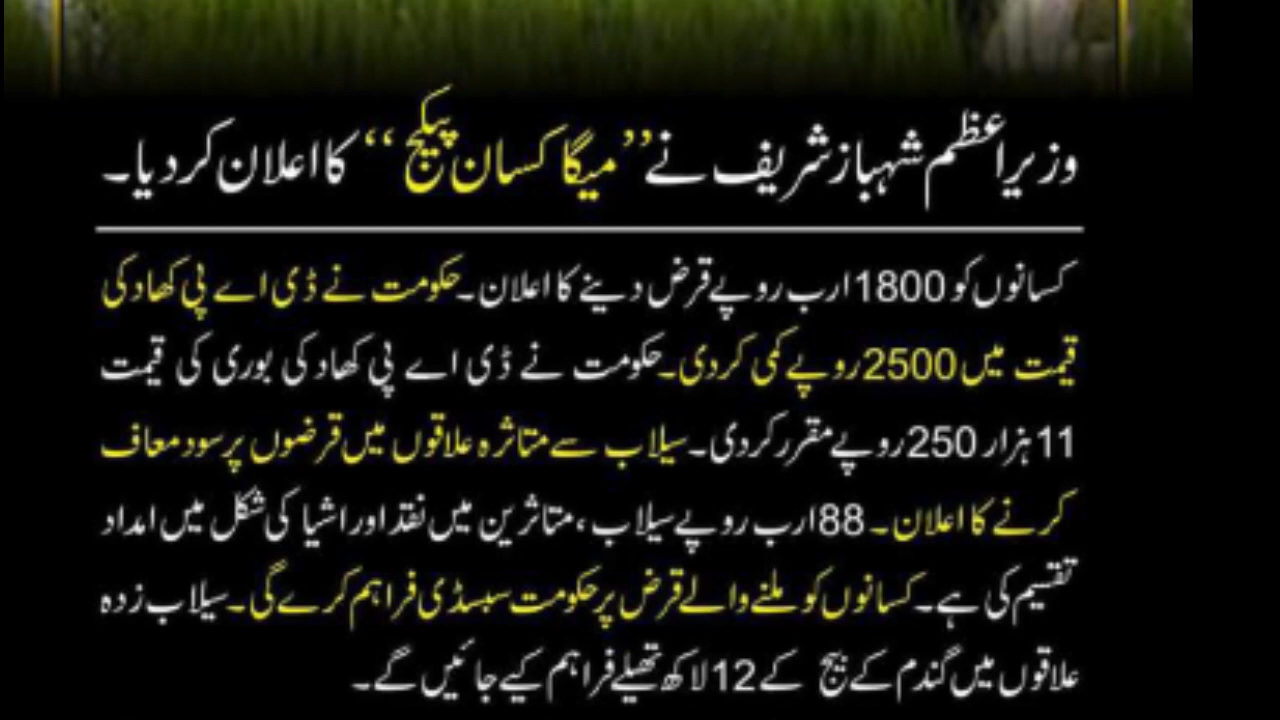 وزیراعظم شہباز شریف نے ’’میگا کسان پیکج‘‘ کا اعلان کر دیا۔
کسانوں کو 1800 ارب روپے قرض دینے کا اعلان۔ حکومت نے ڈی اے پی کھاد کی
قیمت میں 2500 روپے کمی کردی۔ حکومت نے ڈی اے پی کھاد کی بوری کی قیمت
11 ہزار 250 روپے مقرر کردی۔ سیلاب سے متاثرہ علاقوں میں قرضوں پر سود معاف
کرنے کا اعلان۔ 88 ارب روپے سیلاب، متاثرین میں نقد اور اشیا کی شکل میں امداد
تقسیم کی ہے۔ کسانوں کو ملنے والے قرض پر حکومت سبسڈی فراہم کرے گی۔ سیلاب زدہ
علاقوں میں گندم کے بیج کے 12 لاکھ تھیلے فراہم کیے جائیں گے۔